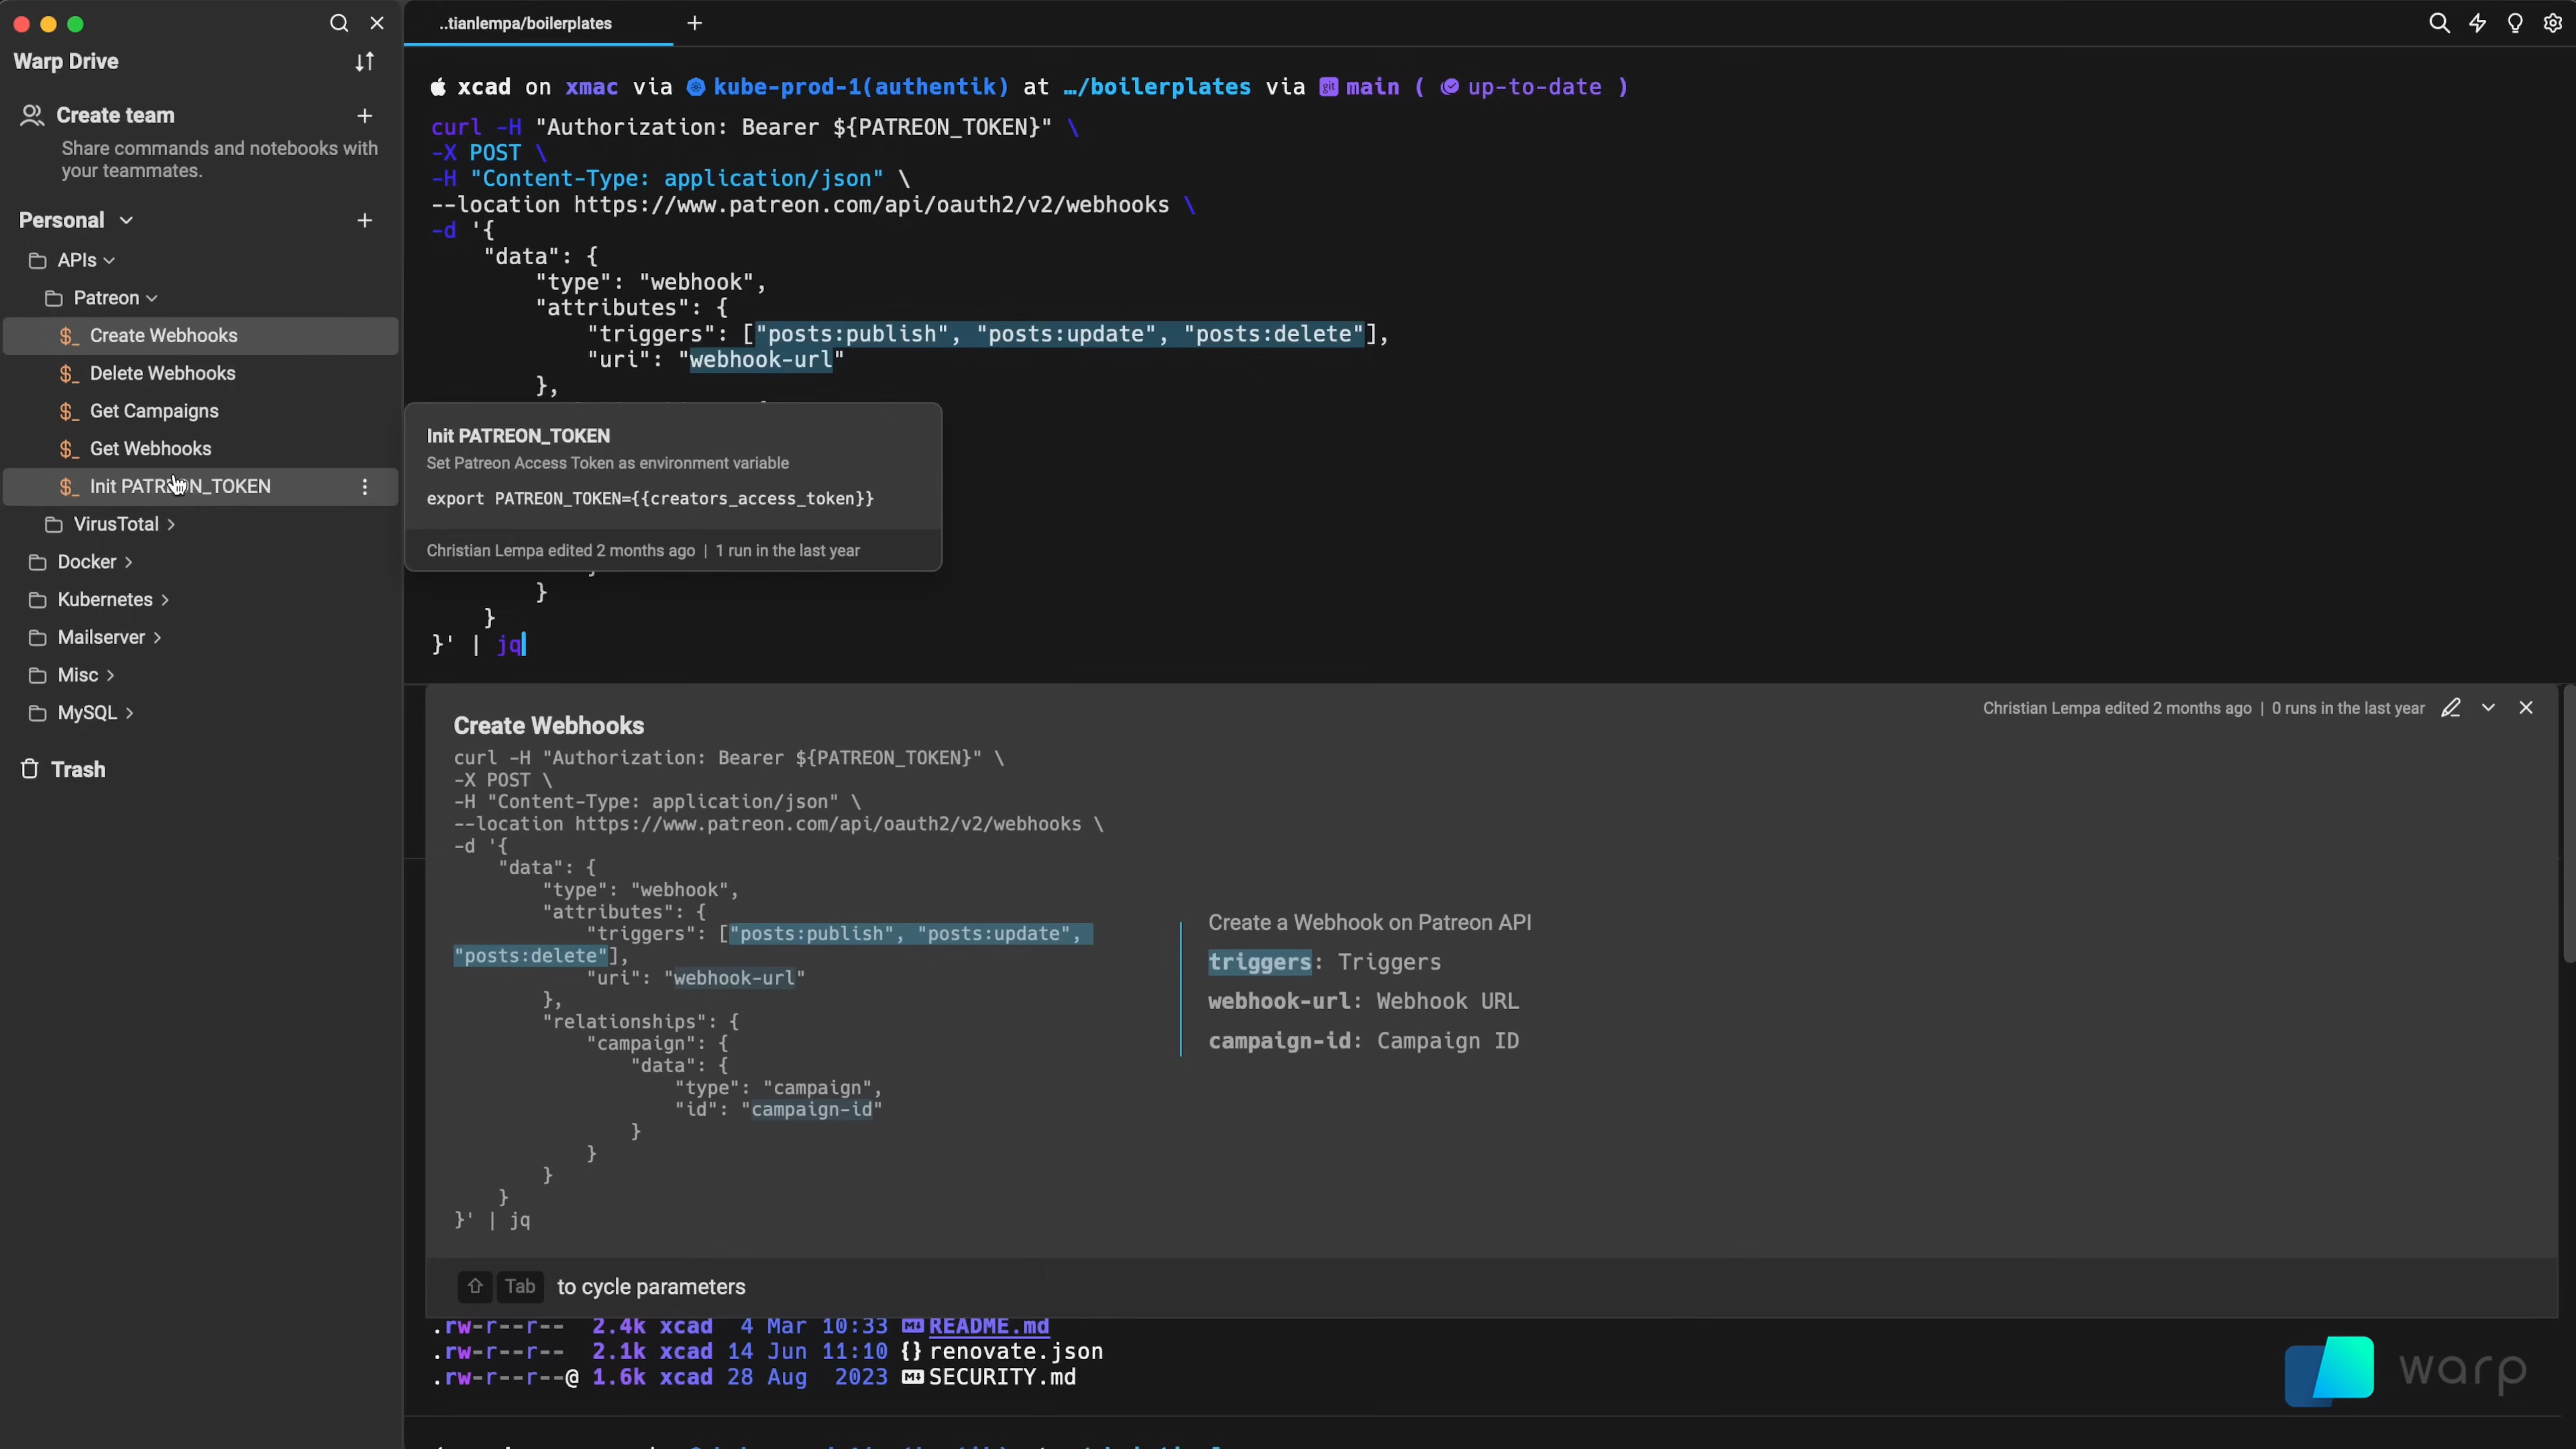 Warp Drive
Create team
Share commands and notebooks with
your teammates.
Personal
APIs
Patreon
$_ Create Webhooks
$_ Delete Webhooks
$_ Get Campaigns
$_ Get Webhooks
$_ Init PATREON_TOKEN
VirusTotal
Docker
Kubernetes
Mailserver
Misc
MySQL
Trash
..tianlempa/boilerplates
xcad on xmac via kube-prod-1(authentik) at …/boilerplates via git main ( up-to-date )
curl -H "Authorization: Bearer ${PATREON_TOKEN}" \
-X POST \
-H "Content-Type: application/json" \
--location https://www.patreon.com/api/oauth2/v2/webhooks \
-d '{
"data": {
"type": "webhook",
"attributes": {
"triggers": ["posts:publish", "posts:update", "posts:delete"],
"uri": "webhook-url"
},
Init PATREON_TOKEN
Set Patreon Access Token as environment variable
export PATREON_TOKEN={{creators_access_token}}
Christian Lempa edited 2 months ago | 1 run in the last year
}
}
}' | jq
Christian Lempa edited 2 months ago | 0 runs in the last year
Create Webhooks
curl -H "Authorization: Bearer ${PATREON_TOKEN}" \
-X POST \
-H "Content-Type: application/json" \
--location https://www.patreon.com/api/oauth2/v2/webhooks \
-d '{
"data": {
"type": "webhook",
"attributes": {
"triggers": ["posts:publish", "posts:update",
"posts:delete"],
"uri": "webhook-url"
},
"relationships": {
"campaign": {
"data": {
"type": "campaign",
"id": "campaign-id"
}
}
}
}
}' | jq
Create a Webhook on Patreon API
triggers: Triggers
webhook-url: Webhook URL
campaign-id: Campaign ID
Tab to cycle parameters
.rw-r--r-- 2.4k xcad 4 Mar 10:33 README.md
.rw-r--r-- 2.1k xcad 14 Jun 11:10 {} renovate.json
.rw-r--r--@ 1.6k xcad 28 Aug 2023 SECURITY.md
warp